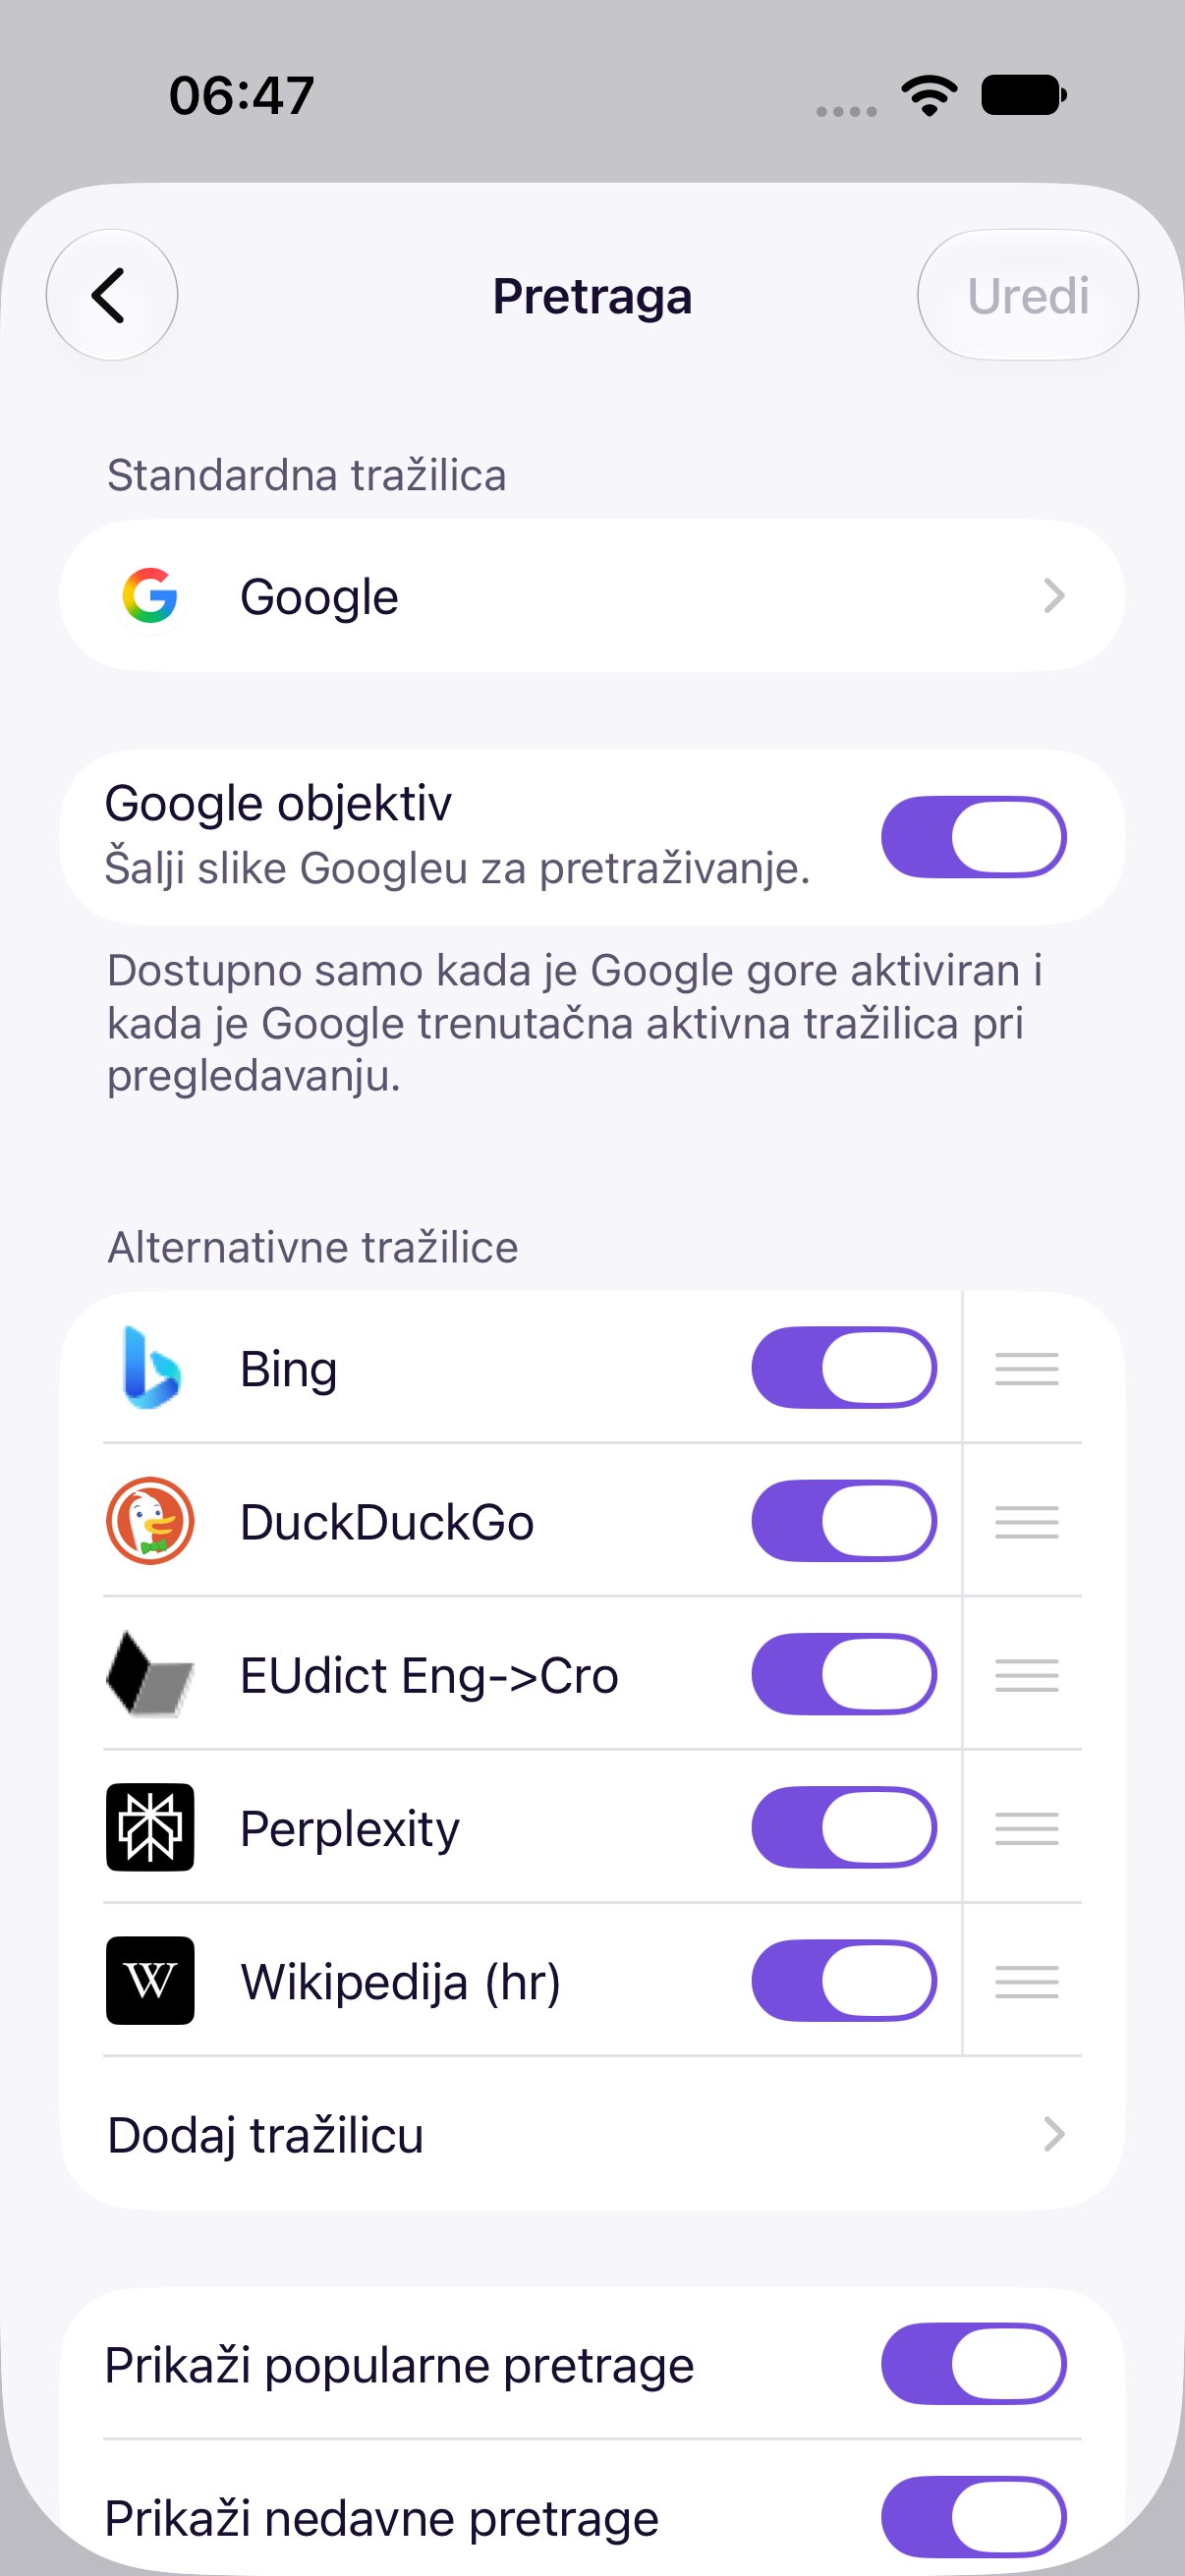 06:47
Pretraga
Uredi
Standardna tražilica
Google
Google objektiv
Šalji slike Googleu za pretraživanje.
Dostupno samo kada je Google gore aktiviran i
kada je Google trenutačna aktivna tražilica pri
pregledavanju.
Alternativne tražilice
Bing
DuckDuckGo
EUdict Eng->Cro
Perplexity
W
Wikipedija (hr)
Dodaj tražilicu
Prikaži popularne pretrage
Prikaži nedavne pretrage